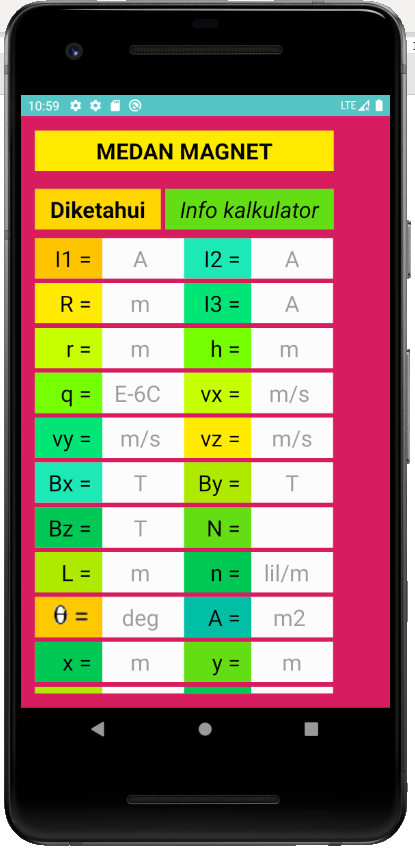 10:59 LTE
MEDAN MAGNET
Diketahui Info kalkulator
I1 = A I2 = A
R = m I3 = A
r = m h = m
q = E-6C vx = m/s
vy = m/s vz = m/s
Bx = T By = T
Bz = T N =
L = m n = lil/m
θ = deg A = m2
x = m y = m